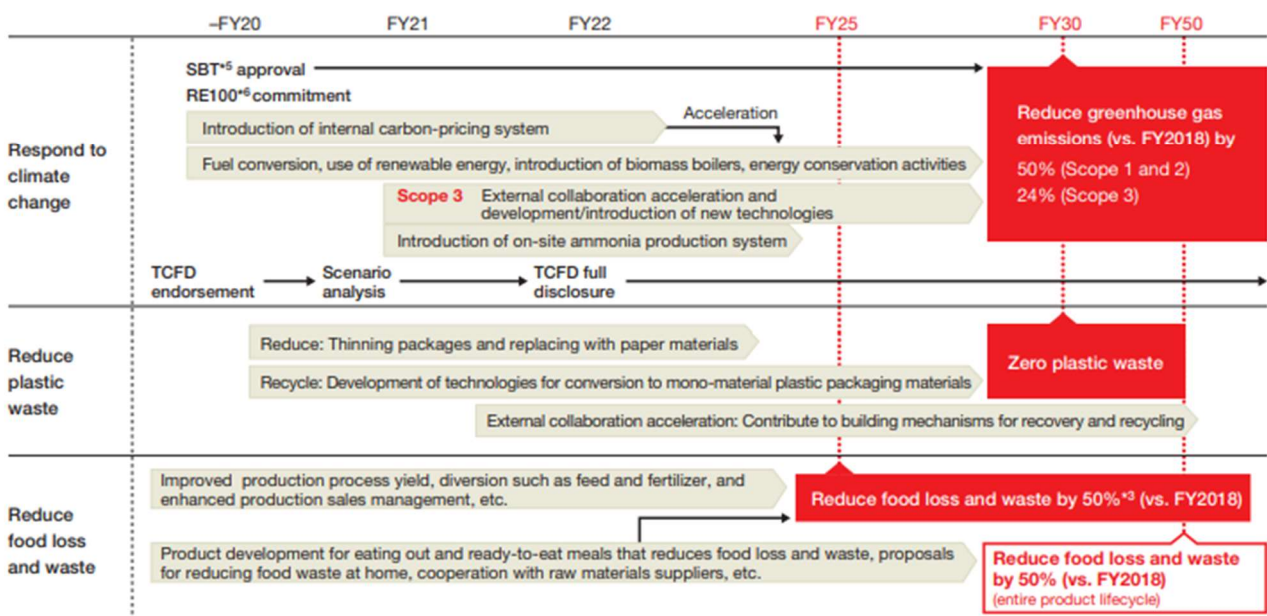 –FY20 FY21 FY22 FY25 FY30 FY50
Respond to
climate
change
SBT*5 approval
RE100*6 commitment
Acceleration
Introduction of internal carbon-pricing system
Fuel conversion, use of renewable energy, introduction of biomass boilers, energy conservation activities
Scope 3 External collaboration acceleration and
development/introduction of new technologies
Introduction of on-site ammonia production system
Reduce greenhouse gas
emissions (vs. FY2018) by
50% (Scope 1 and 2)
24% (Scope 3)
TCFD
endorsement
Scenario
analysis
TCFD full
disclosure
Reduce
plastic
waste
Reduce: Thinning packages and replacing with paper materials
Recycle: Development of technologies for conversion to mono-material plastic packaging materials
External collaboration acceleration: Contribute to building mechanisms for recovery and recycling
Zero plastic waste
Reduce
food loss
and waste
Improved production process yield, diversion such as feed and fertilizer, and
enhanced production sales management, etc.
Reduce food loss and waste by 50%*3 (vs. FY2018)
Product development for eating out and ready-to-eat meals that reduces food loss and waste, proposals
for reducing food waste at home, cooperation with raw materials suppliers, etc.
Reduce food loss and waste
by 50% (vs. FY2018)
(entire product lifecycle)